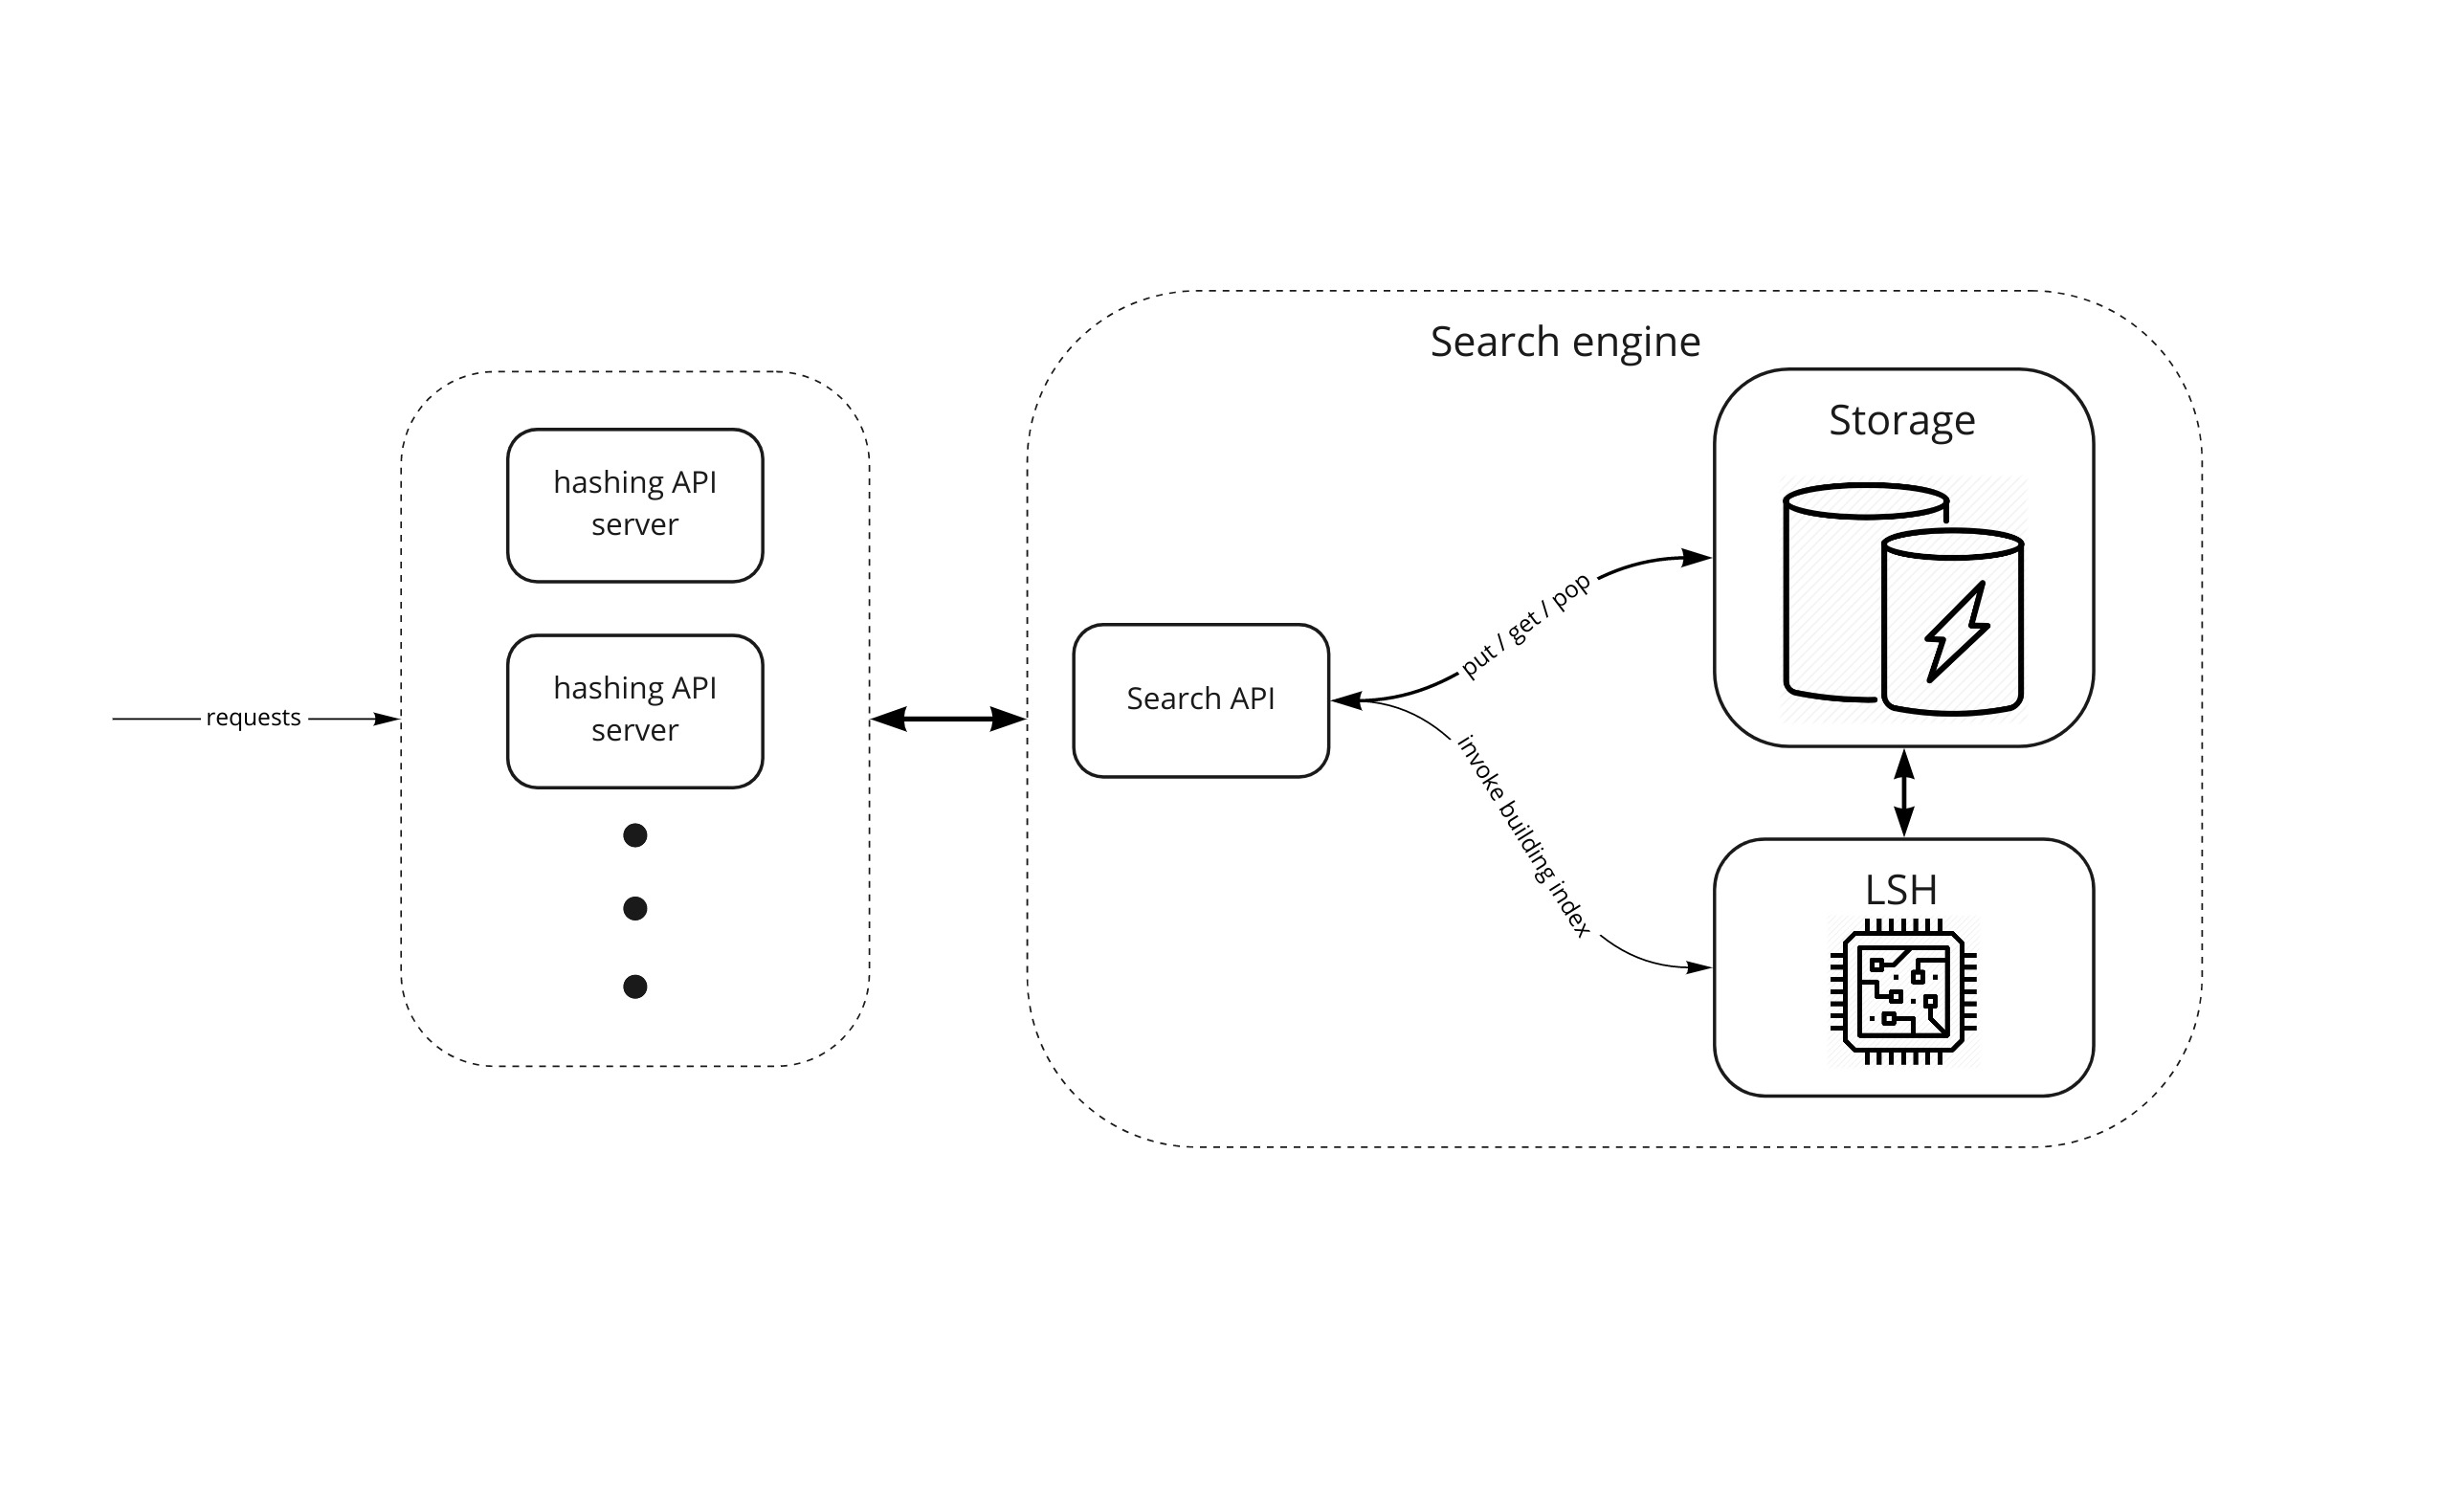 requests
hashing API
server
hashing API
server
Search engine
Search API
put / get / pop
invoke building index
Storage
LSH